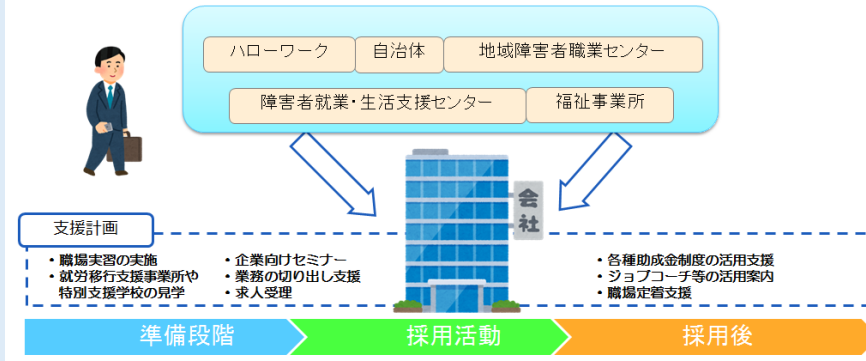 ハローワーク
自治体
地域障害者職業センター
障害者就業・生活支援センター
福祉事業所
会社
支援計画
・職場実習の実施
・就労移行支援事業所や
特別支援学校の見学
・企業向けセミナー
・業務の切り出し支援
・求人受理
・各種助成金制度の活用支援
・ジョブコーチ等の活用案内
・職場定着支援
準備段階
採用活動
採用後